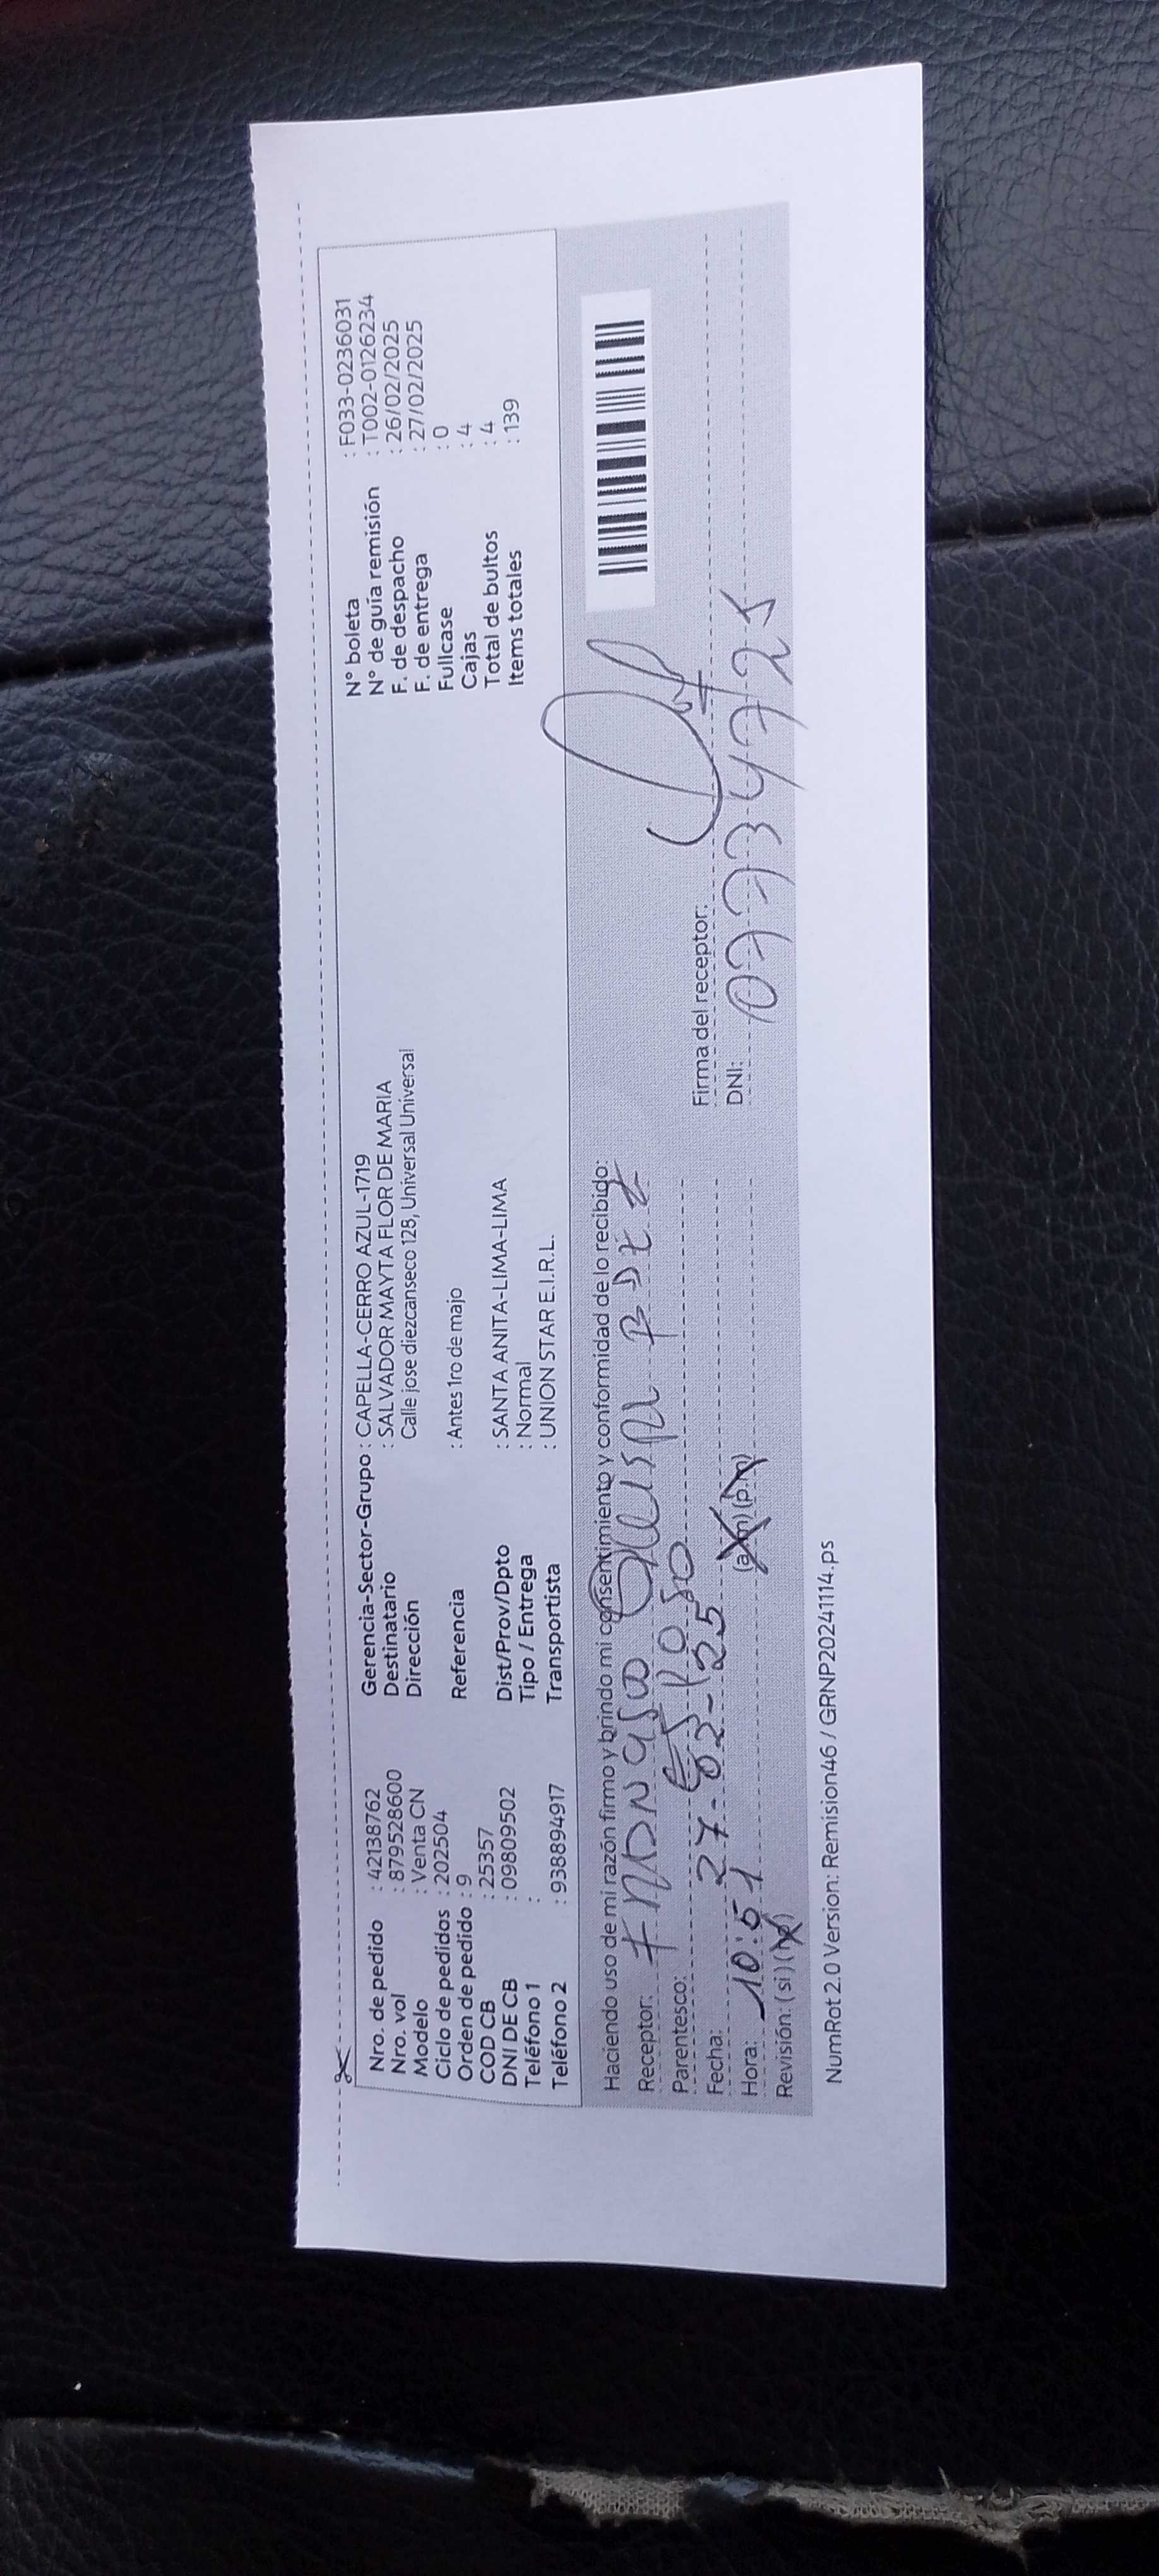 Nro. de pedido : 42138762 Gerencia-Sector-Grupo : CAPELLA-CERRO AZUL-1719 N° boleta : F033-0236031
Nro. vol : 879528600 Destinatario : SALVADOR MAYTA FLOR DE MARIA N° de guía remisión : T002-0126234
Modelo : Venta CN Dirección Calle jose diezcanseco 128, Universal Universal F. de despacho : 26/02/2025
Ciclo de pedidos : 202504 F. de entrega : 27/02/2025
Orden de pedido : 9 Referencia : Antes 1ro de majo Fullcase : 0
COD CB : 25357 Cajas : 4
DNI DE CB : 09809502 Dist/Prov/Dpto : SANTA ANITA-LIMA-LIMA Total de bultos : 4
Teléfono 1 : Tipo / Entrega : Normal Items totales : 139
Teléfono 2 : 938894917 Transportista : UNION STAR E.I.R.L.
Haciendo uso de mi razón firmo y brindo mi consentimiento y conformidad de lo recibido:
Receptor:
Parentesco: Esposo Firma del receptor:
Fecha: 27-02-25 DNI: 07734725
Hora: 10:51 (a.m) (p.m)
Revisión: (si) (no)
NumRot 2.0 Version: Remision46 / GRNP20241114.ps